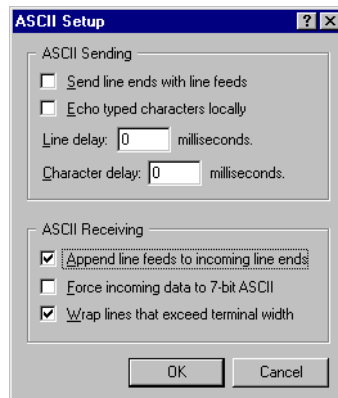 ASCII Setup
ASCII Sending
Send line ends with line feeds
Echo typed characters locally
Line delay: 0 milliseconds.
Character delay: 0 milliseconds.
ASCII Receiving
Append line feeds to incoming line ends
Force incoming data to 7-bit ASCII
Wrap lines that exceed terminal width
OK Cancel